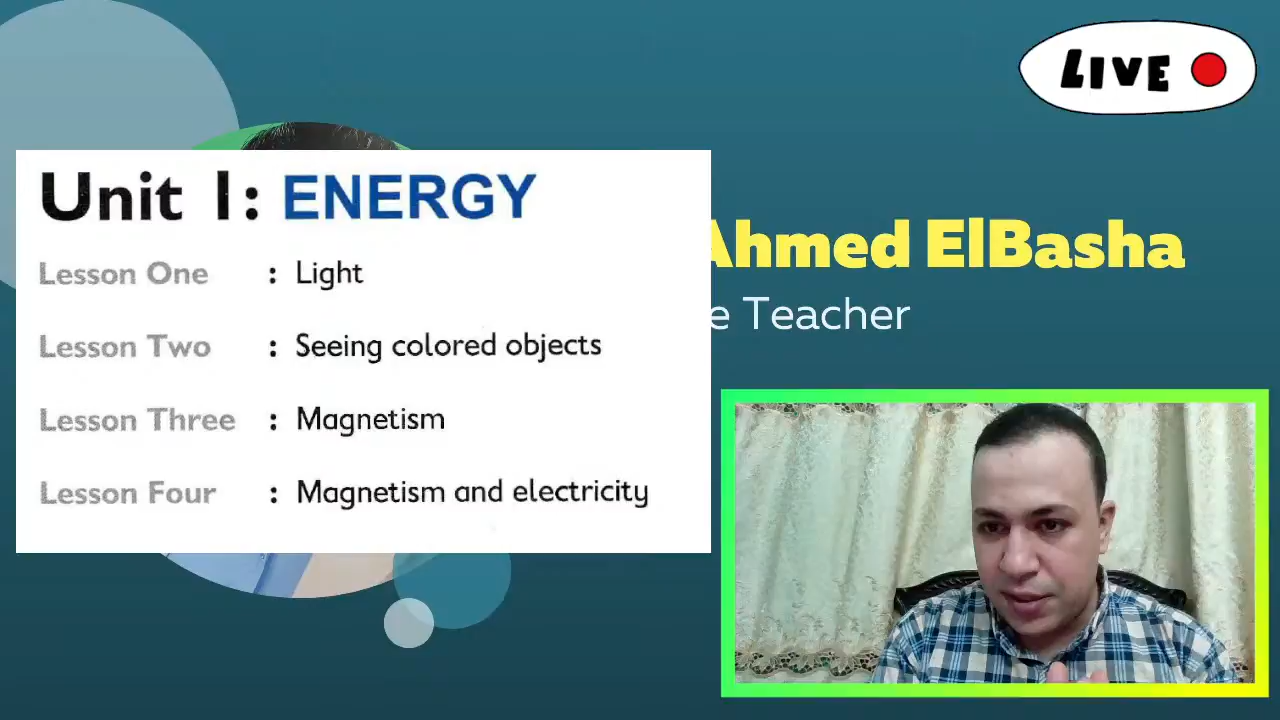 LIVE
Unit 1: ENERGY
Lesson One : Light
Lesson Two : Seeing colored objects
Lesson Three : Magnetism
Lesson Four : Magnetism and electricity
Ahmed ElBasha
e Teacher